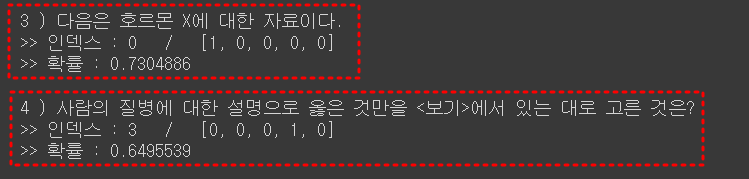 3 ) 다음은 호르몬 X에 대한 자료이다.
>> 인덱스 : 0   /   [1, 0, 0, 0, 0]
>> 확률 : 0.7304886
4 ) 사람의 질병에 대한 설명으로 옳은 것만을 <보기>에서 있는 대로 고른 것은?
>> 인덱스 : 3   /   [0, 0, 0, 1, 0]
>> 확률 : 0.6495539